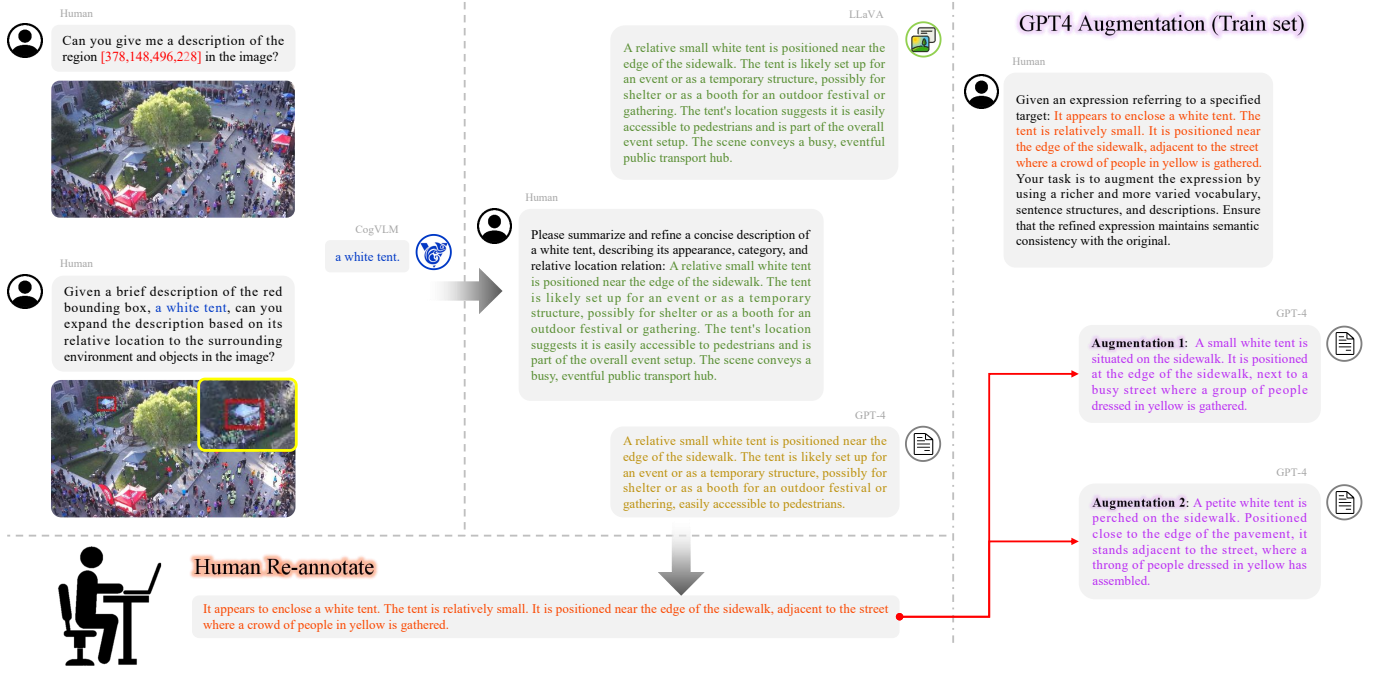 Human
Can you give me a description of the
region [378,148,496,228] in the image?
Human
Given a brief description of the red
bounding box, a white tent, can you
expand the description based on its
relative location to the surrounding
environment and objects in the image?
CogVLM
a white tent.
LLaVA
A relative small white tent is positioned near the
edge of the sidewalk. The tent is likely set up for
an event or as a temporary structure, possibly for
shelter or as a booth for an outdoor festival or
gathering. The tent's location suggests it is easily
accessible to pedestrians and is part of the overall
event setup. The scene conveys a busy, eventful
public transport hub.
Human
Please summarize and refine a concise description of
a white tent, describing its appearance, category, and
relative location relation: A relative small white tent
is positioned near the edge of the sidewalk. The tent
is likely set up for an event or as a temporary
structure, possibly for shelter or as a booth for an
outdoor festival or gathering. The tent's location
suggests it is easily accessible to pedestrians and is
part of the overall event setup. The scene conveys a
busy, eventful public transport hub.
GPT-4
A relative small white tent is positioned near the
edge of the sidewalk. The tent is likely set up for
an event or as a temporary structure, possibly for
shelter or as a booth for an outdoor festival or
gathering, easily accessible to pedestrians.
Human Re-annotate
It appears to enclose a white tent. The tent is relatively small. It is positioned near the edge of the sidewalk, adjacent to the street
where a crowd of people in yellow is gathered.
GPT4 Augmentation (Train set)
Human
Given an expression referring to a specified
target: It appears to enclose a white tent. The
tent is relatively small. It is positioned near
the edge of the sidewalk, adjacent to the street
where a crowd of people in yellow is gathered.
Your task is to augment the expression by
using a richer and more varied vocabulary,
sentence structures, and descriptions. Ensure
that the refined expression maintains semantic
consistency with the original.
GPT-4
Augmentation 1: A small white tent is
situated on the sidewalk. It is positioned
at the edge of the sidewalk, next to a
busy street where a group of people
dressed in yellow is gathered.
GPT-4
Augmentation 2: A petite white tent is
perched on the sidewalk. Positioned
close to the edge of the pavement, it
stands adjacent to the street, where a
throng of people dressed in yellow has
assembled.